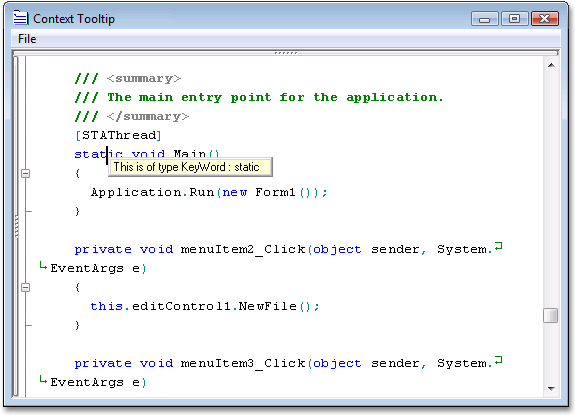 Context Tooltip
File
/// <summary>
/// The main entry point for the application.
/// </summary>
[STAThread]
static void Main()
This is of type KeyWord : static
{
Application.Run(new Form1());
}
private void menuItem2_Click(object sender, System.
EventArgs e)
{
this.editControl1.NewFile();
}
private void menuItem3_Click(object sender, System.
EventArgs e)